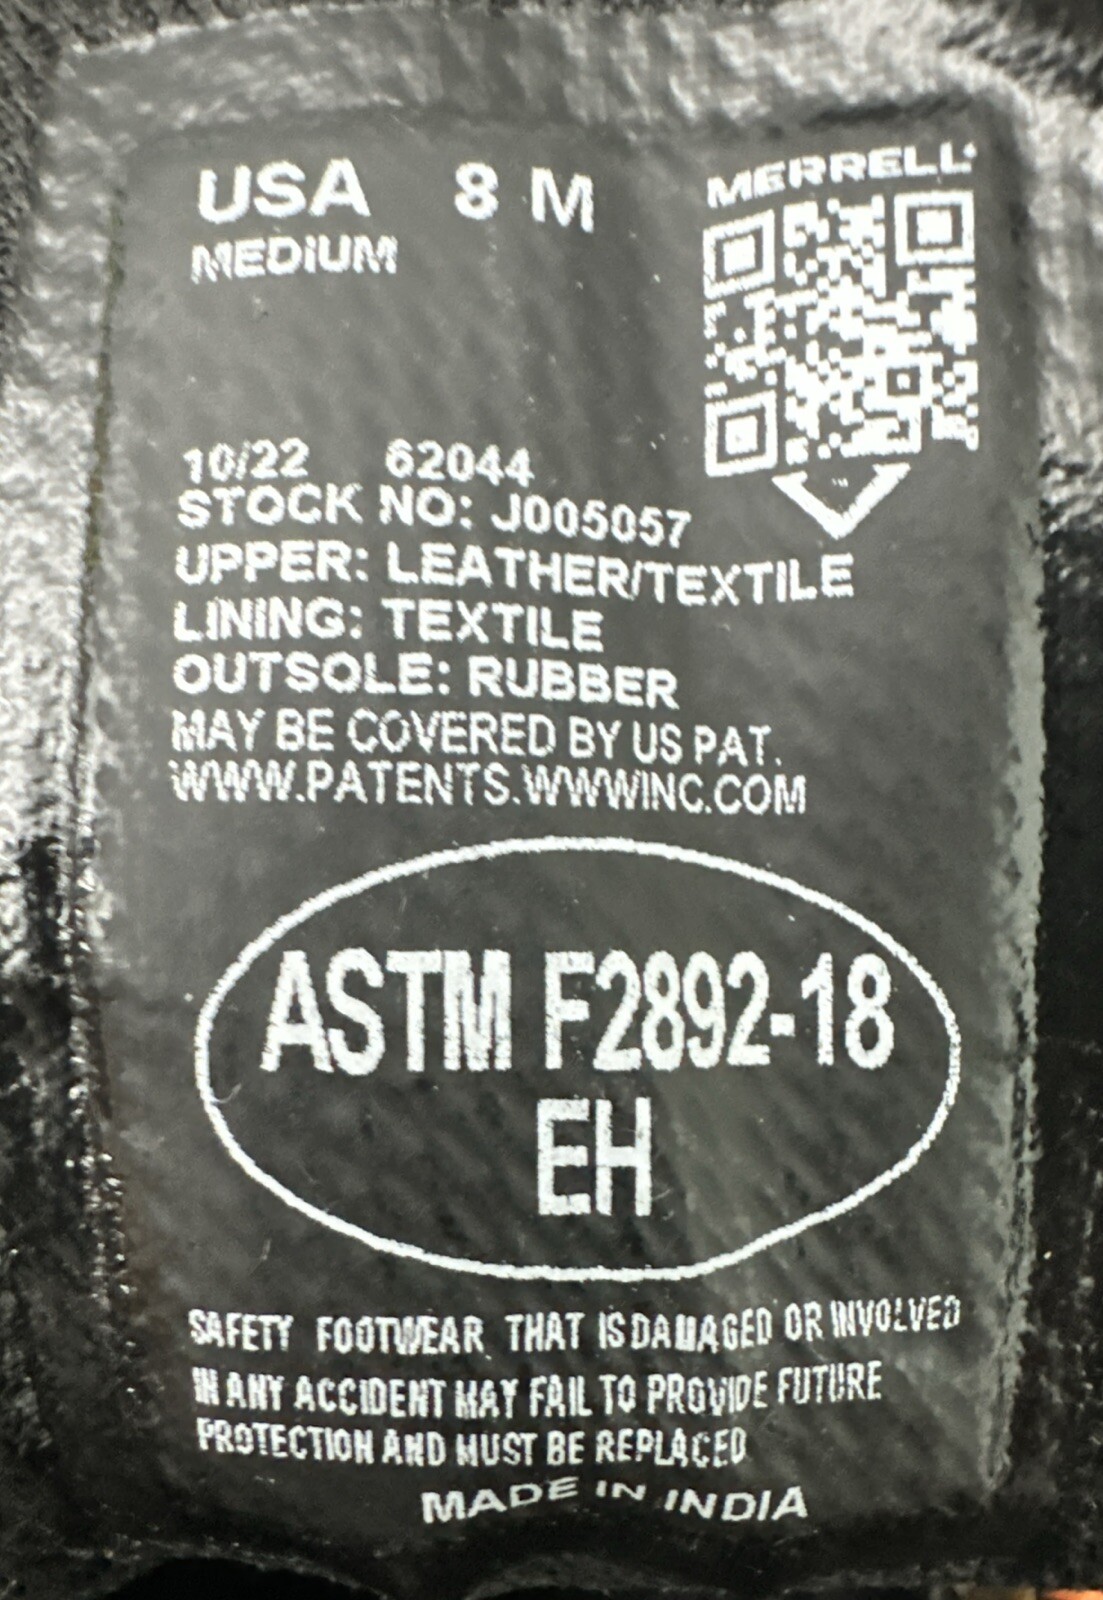 USA 8 M
MEDIUM
MERRELL
10/22 62044
STOCK NO: J005057
UPPER: LEATHER/TEXTILE
LINING: TEXTILE
OUTSOLE: RUBBER
MAY BE COVERED BY US PAT.
WWW.PATENTS.WWWINC.COM
ASTM F2892-18
EH
SAFETY FOOTWEAR THAT IS DAMAGED OR INVOLVED
IN ANY ACCIDENT MAY FAIL TO PROVIDE FUTURE
PROTECTION AND MUST BE REPLACED
MADE IN INDIA